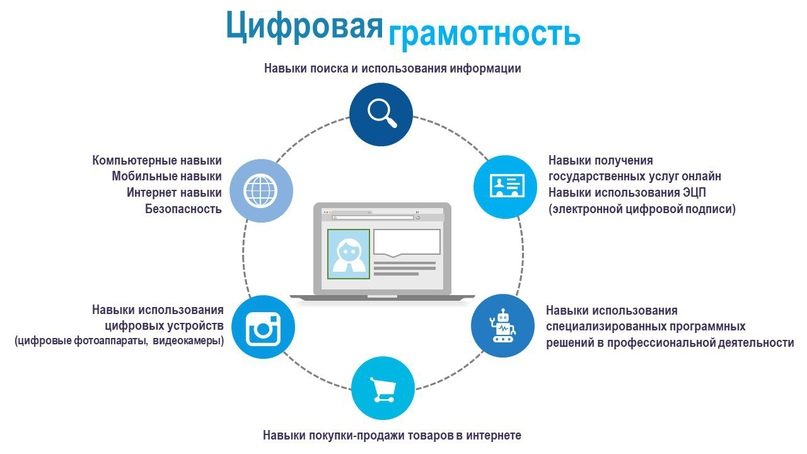 Цифровая грамотность
Навыки поиска и использования информации
Компьютерные навыки
Мобильные навыки
Интернет навыки
Безопасность
Навыки получения
государственных услуг онлайн
Навыки использования ЭЦП
(электронной цифровой подписи)
Навыки использования
цифровых устройств
(цифровые фотоаппараты, видеокамеры)
Навыки использования
специализированных программных
решений в профессиональной деятельности
Навыки покупки-продажи товаров в интернете